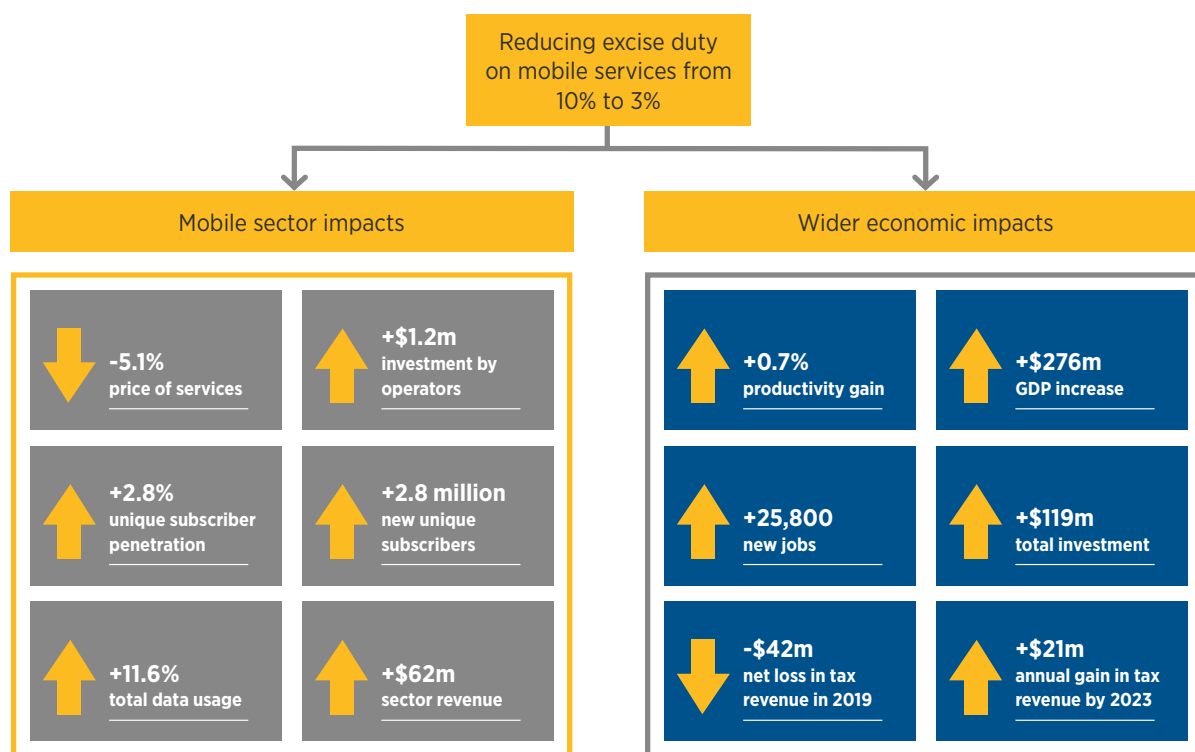 Reducing excise duty
on mobile services from
10% to 3%
Mobile sector impacts
-5.1%
price of services
+$1.2m
investment by
operators
+2.8%
unique subscriber
penetration
+2.8 million
new unique
subscribers
+11.6%
total data usage
+$62m
sector revenue
Wider economic impacts
+0.7%
productivity gain
+$276m
GDP increase
+25,800
new jobs
+$119m
total investment
-$42m
net loss in tax
revenue in 2019
+$21m
annual gain in tax
revenue by 2023